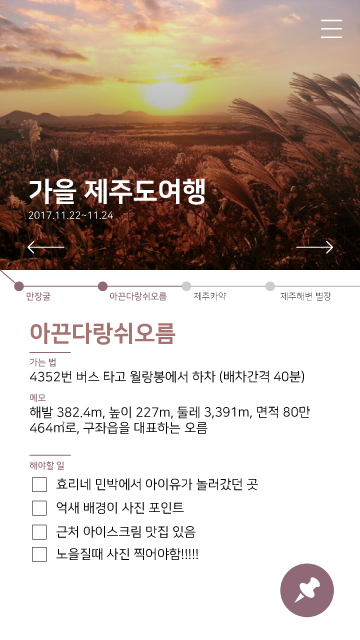 가을 제주도여행
2017.11.22~11.24
만장굴
아끈다랑쉬오름
제주카약
제주해변 삘장
아끈다랑쉬오름
가는 법
4352번 버스 타고 월랑봉에서 하차 (배차간격 40분)
메모
해발 382.4m, 높이 227m, 둘레 3,391m, 면적 80만
464㎡로, 구좌읍을 대표하는 오름
해야할 일
효리네 민박에서 아이유가 놀러갔던 곳
억새 배경이 사진 포인트
근처 아이스크림 맛집 있음
노을질때 사진 찍어야함!!!!!